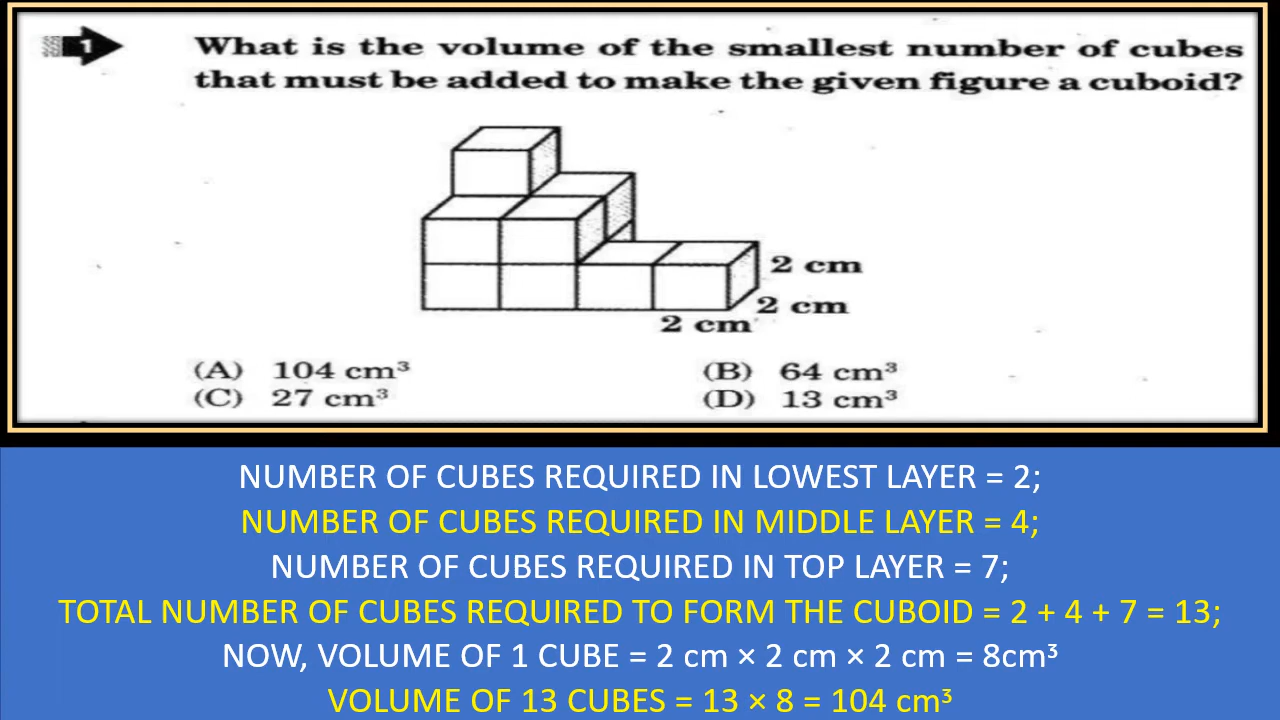 1
What is the volume of the smallest number of cubes
that must be added to make the given figure a cuboid?
2 cm
2 cm
2 cm
(A) 104 cm³ (B) 64 cm³
(C) 27 cm³ (D) 13 cm³
NUMBER OF CUBES REQUIRED IN LOWEST LAYER = 2;
NUMBER OF CUBES REQUIRED IN MIDDLE LAYER = 4;
NUMBER OF CUBES REQUIRED IN TOP LAYER = 7;
TOTAL NUMBER OF CUBES REQUIRED TO FORM THE CUBOID = 2 + 4 + 7 = 13;
NOW, VOLUME OF 1 CUBE = 2 cm × 2 cm × 2 cm = 8cm³
VOLUME OF 13 CUBES = 13 × 8 = 104 cm³